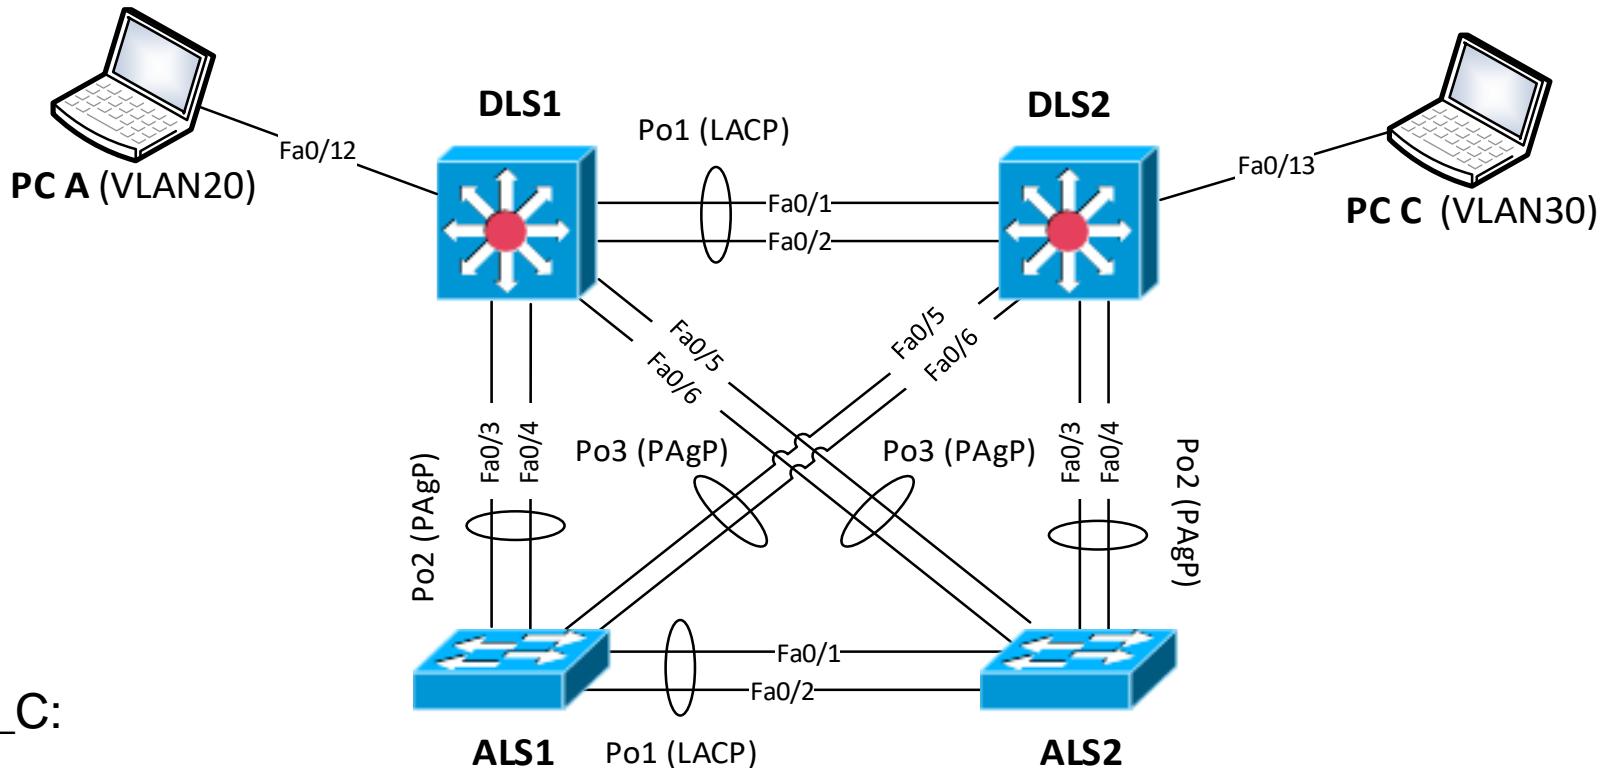 DLS1
DLS2
Po1 (LACP)
Fa0/12
Fa0/13
PC A (VLAN20)
PC C (VLAN30)
Fa0/1
Fa0/2
Fa0/5
Fa0/6
Fa0/5
Fa0/6
Fa0/3
Fa0/4
Po2 (PAgP)
Po3 (PAgP)
Po3 (PAgP)
Fa0/3
Fa0/4
Po2 (PAgP)
Fa0/1
Fa0/2
_C:
ALS1
Po1 (LACP)
ALS2